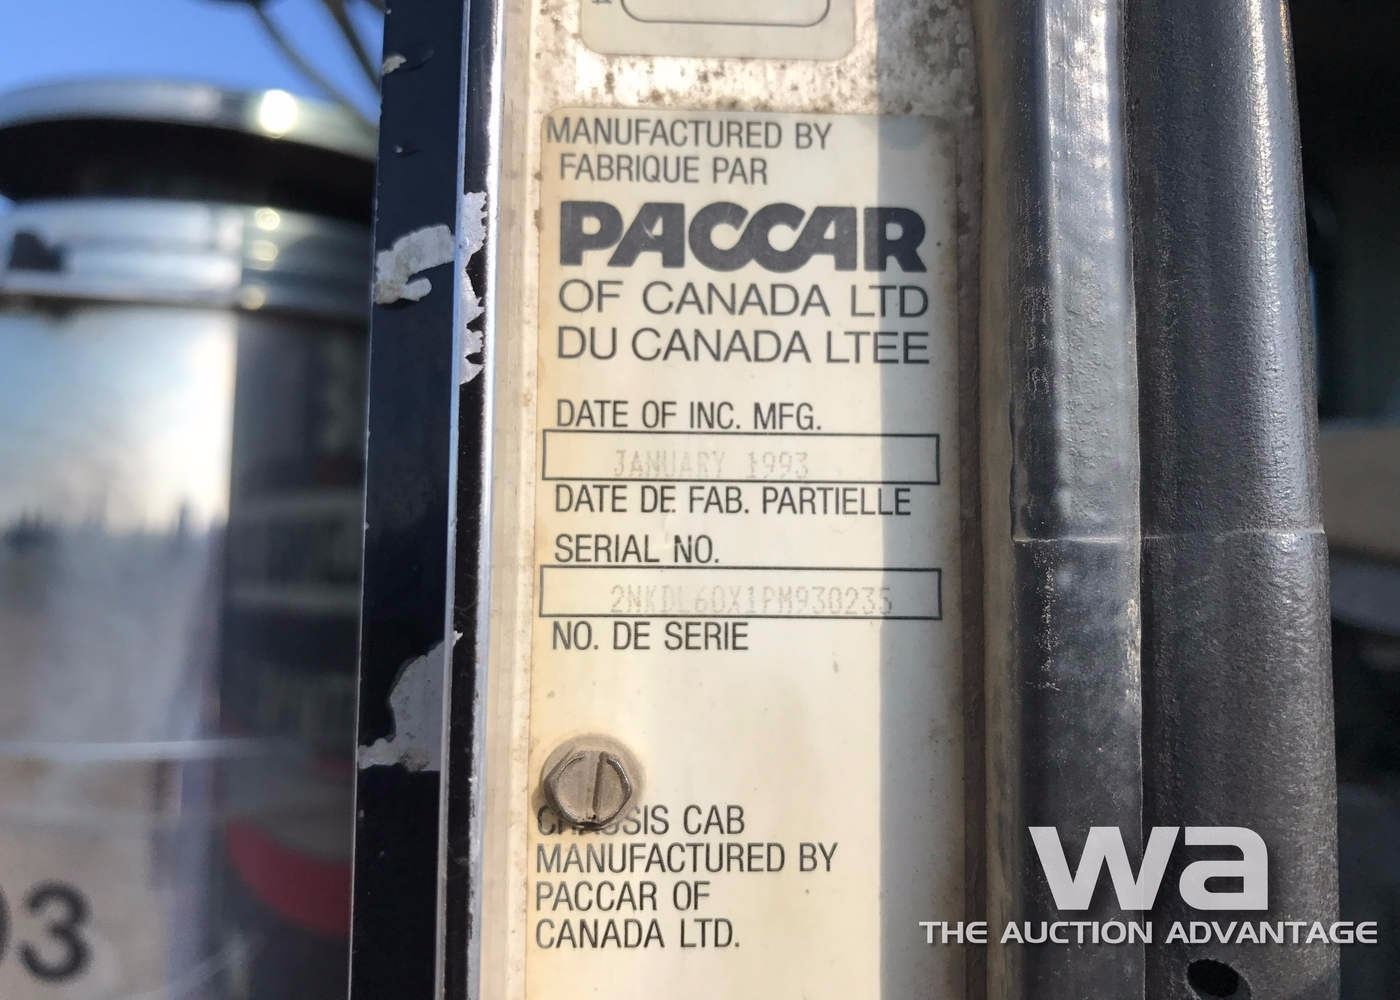 MANUFACTURED BY
FABRIQUE PAR
PACCAR
OF CANADA LTD
DU CANADA LTEE
DATE OF INC. MFG.
JANUARY 1993
DATE DE FAB. PARTIELLE
SERIAL NO.
2NKDL60X1PM930235
NO. DE SERIE
CHASSIS CAB
MANUFACTURED BY
PACCAR OF
CANADA LTD.
93
wa
THE AUCTION ADVANTAGE